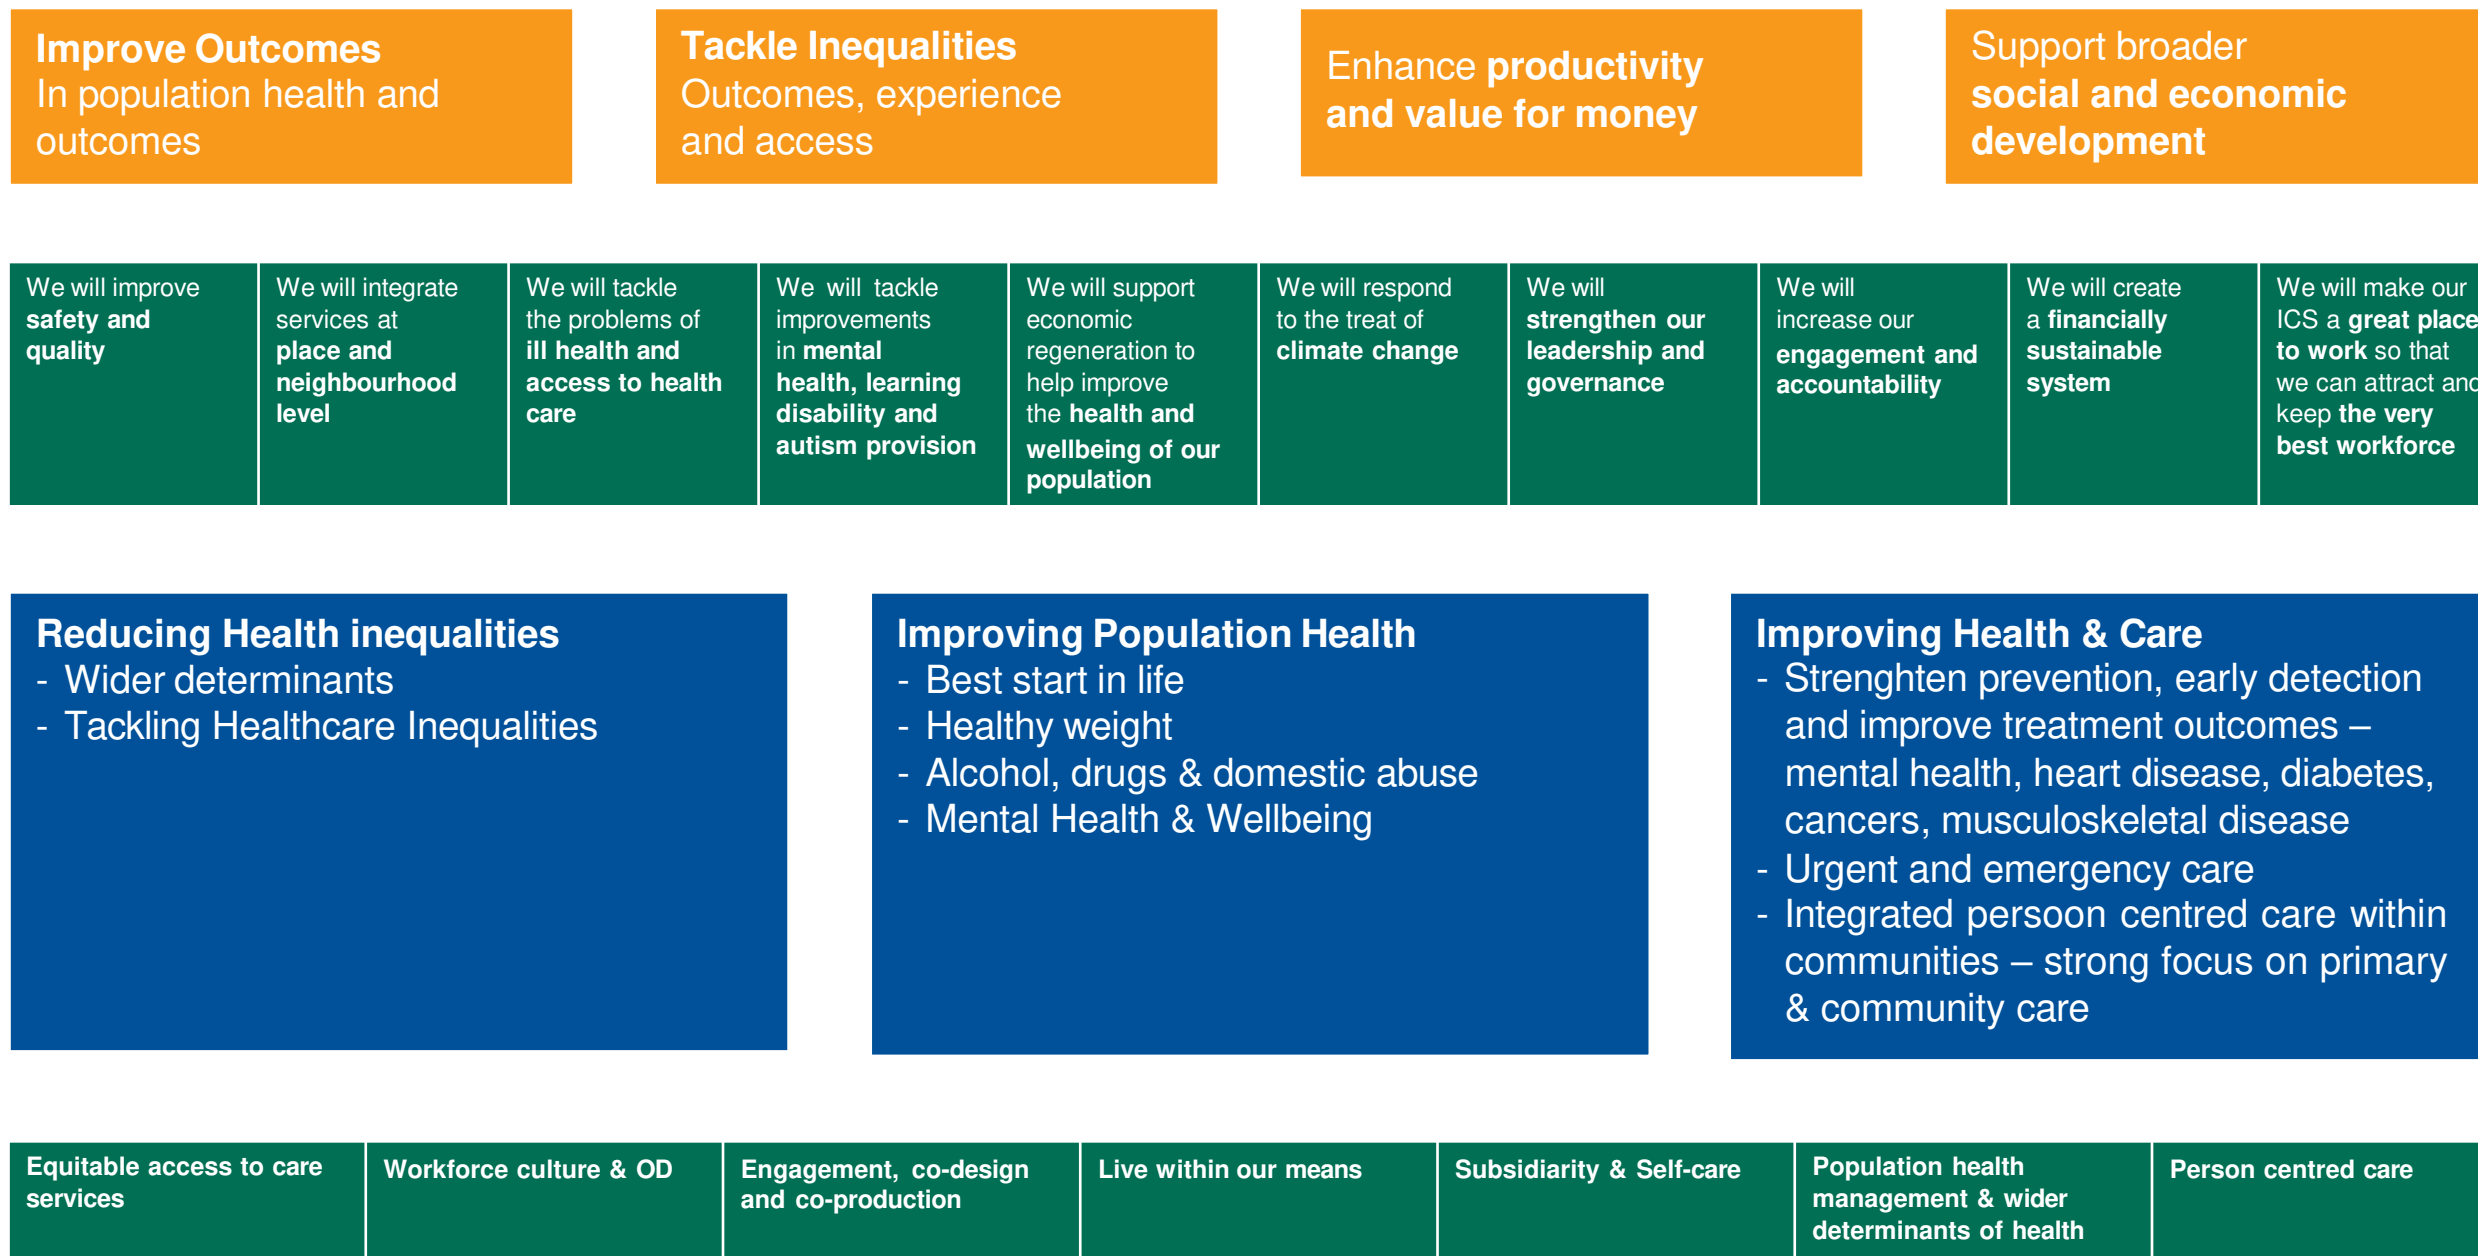 Improve Outcomes
In population health and
outcomes
Tackle Inequalities
Outcomes, experience
and access
Enhance productivity
and value for money
Support broader
social and economic
development
We will improve
safety and
quality
We will integrate
services at
place and
neighbourhood
level
We will tackle
the problems of
ill health and
access to health
care
We will tackle
improvements
in mental
health, learning
disability and
autism provision
We will support
economic
regeneration to
help improve
the health and
wellbeing of our
population
We will respond
to the treat of
climate change
We will
strengthen our
leadership and
governance
We will
increase our
engagement and
accountability
We will create
a financially
sustainable
system
We will make our
ICS a great place
to work so that
we can attract and
keep the very
best workforce
Reducing Health inequalities
- Wider determinants
- Tackling Healthcare Inequalities
Improving Population Health
- Best start in life
- Healthy weight
- Alcohol, drugs & domestic abuse
- Mental Health & Wellbeing
Improving Health & Care
- Strenghten prevention, early detection
and improve treatment outcomes –
mental health, heart disease, diabetes,
cancers, musculoskeletal disease
- Urgent and emergency care
- Integrated persoon centred care within
communities – strong focus on primary
& community care
Equitable access to care
services
Workforce culture & OD
Engagement, co-design
and co-production
Live within our means
Subsidiarity & Self-care
Population health
management & wider
determinants of health
Person centred care